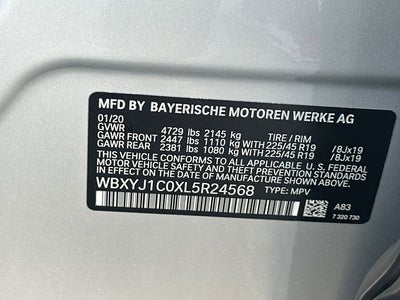 MFD BY BAYERISCHE MOTOREN WERKE AG
01/20
GVWR 4729 lbs 2145 kg TIRE / RIM
GAWR FRONT 2447 lbs 1110 kg WITH 225/45 R19 /8Jx19
GAWR REAR 2381 lbs 1080 kg WITH 225/45 R19 /8Jx19
THIS VEHICLE CONFORMS TO ALL APPLICABLE U.S. FEDERAL
MOTOR VEHICLE SAFETY, BUMPER, AND THEFT PREVENTION STANDARDS
IN EFFECT ON THE DATE OF MANUFACTURE SHOWN ABOVE.
WBXYJ1C0XL5R24568 TYPE: MPV
A83
7 320 730